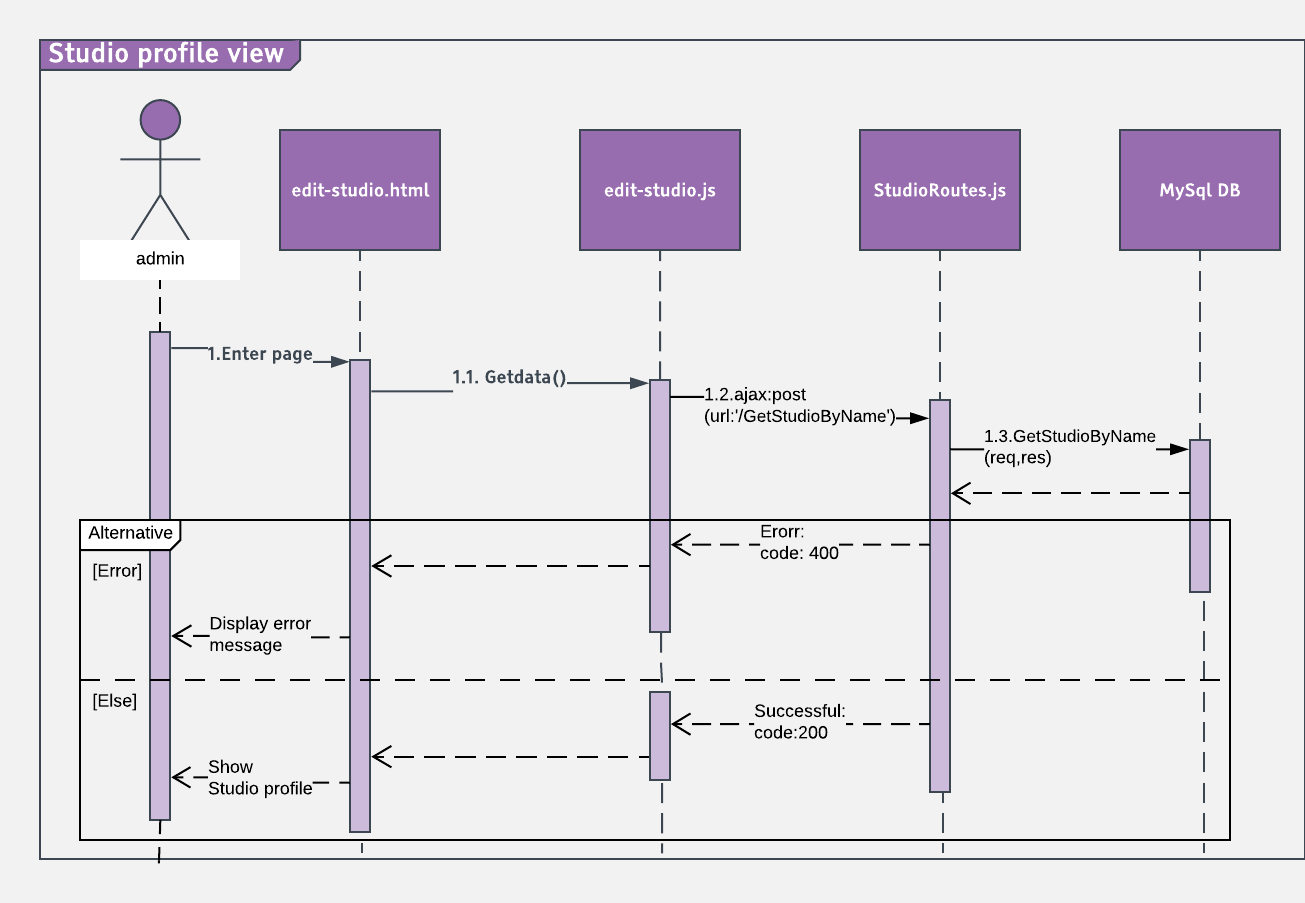 Studio profile view
edit-studio.html
edit-studio.js
StudioRoutes.js
MySql DB
admin
1.Enter page
1.1. Getdata()
1.2.ajax:post
(url:'/GetStudioByName')
1.3.GetStudioByName
(req,res)
Alternative
Erorr:
code: 400
[Error]
Display error
message
[Else]
Successful:
code:200
Show
Studio profile